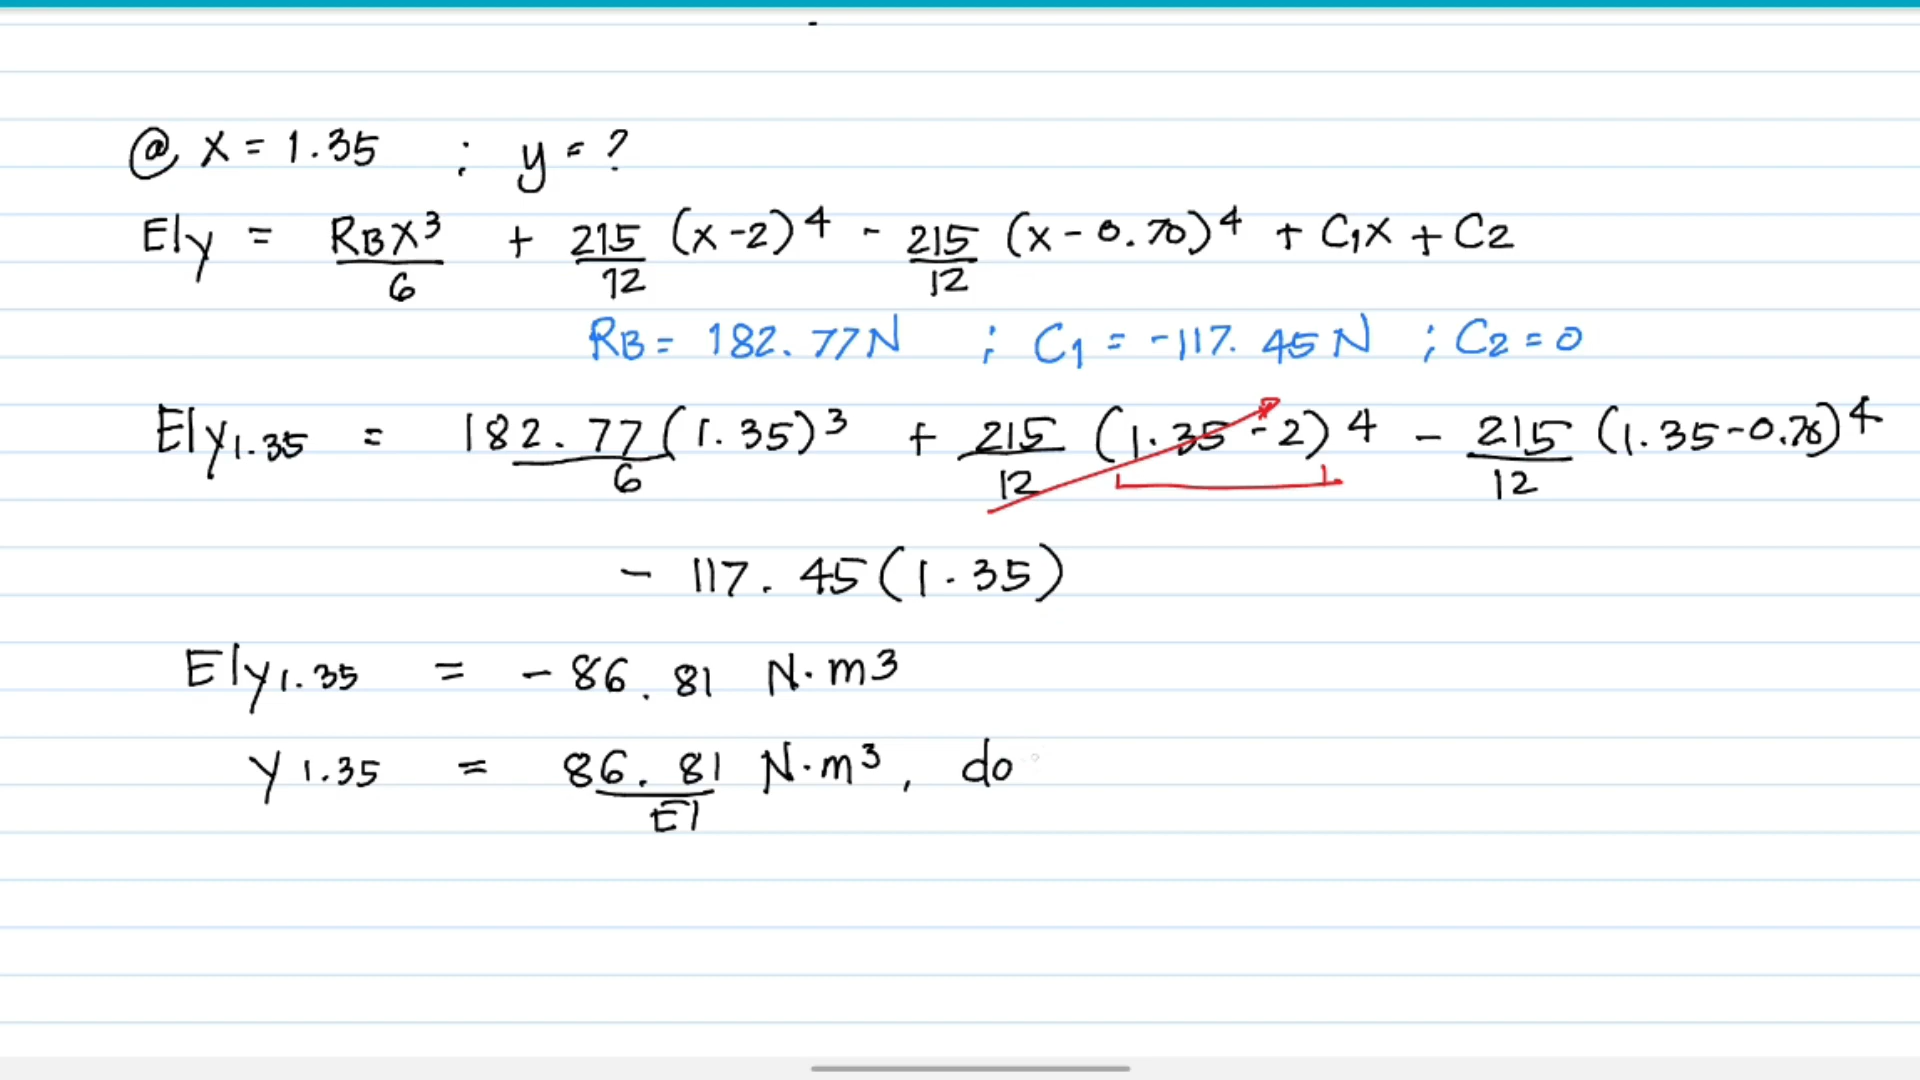 @ x = 1.35 ; y = ?
EIy = RBX³/6 + 215/12 (x-2)⁴ - 215/12 (x-0.70)⁴ + C₁x + C₂
RB = 182.77N ; C₁ = -117.45N ; C₂ = 0
EIy₁.₃₅ = 182.77(1.35)³/6 + 215/12 (1.35-2)⁴ - 215/12 (1.35-0.70)⁴
- 117.45(1.35)
EIy₁.₃₅ = -86.81 N·m³
y₁.₃₅ = 86.81/EI N·m³, do